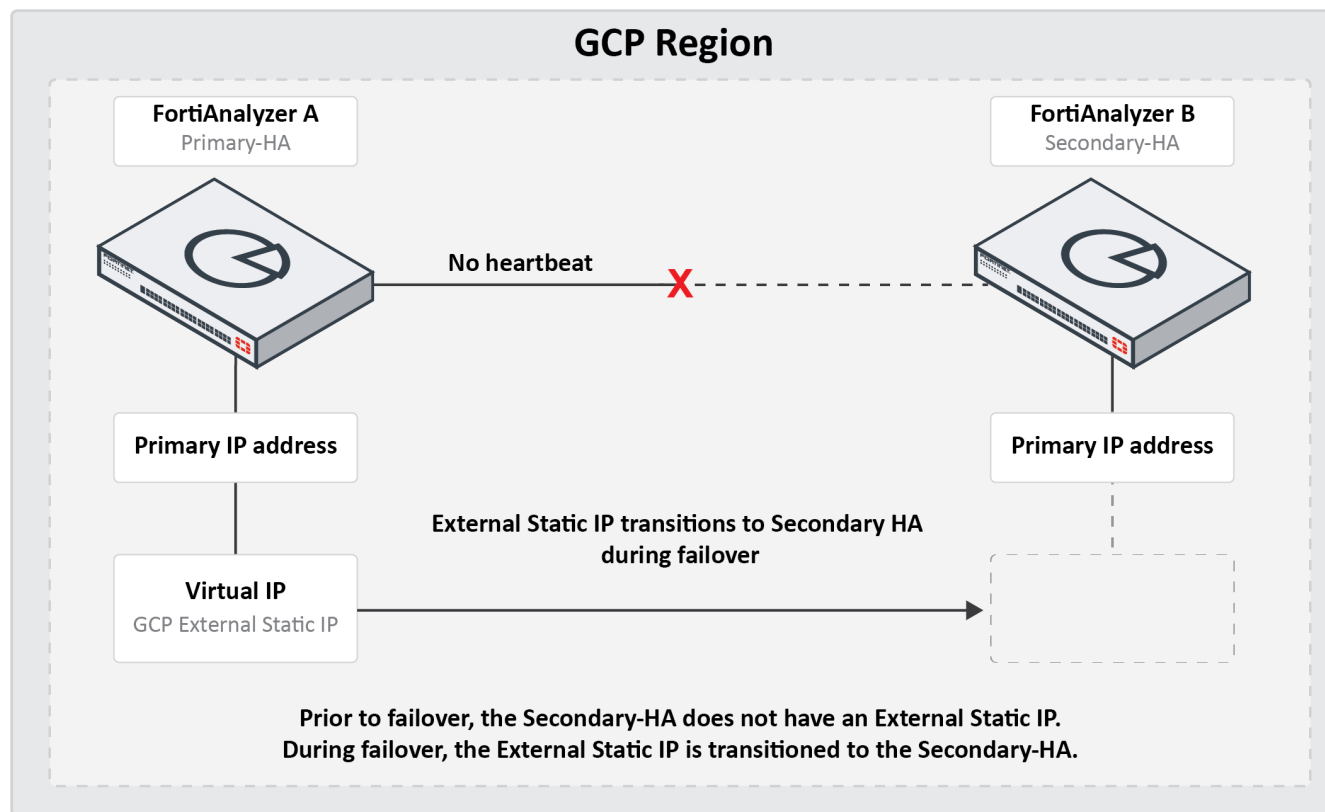 GCP Region
FortiAnalyzer A
Primary-HA
FortiAnalyzer B
Secondary-HA
No heartbeat
X
Primary IP address
Primary IP address
External Static IP transitions to Secondary HA
during failover
Virtual IP
GCP External Static IP
Prior to failover, the Secondary-HA does not have an External Static IP.
During failover, the External Static IP is transitioned to the Secondary-HA.